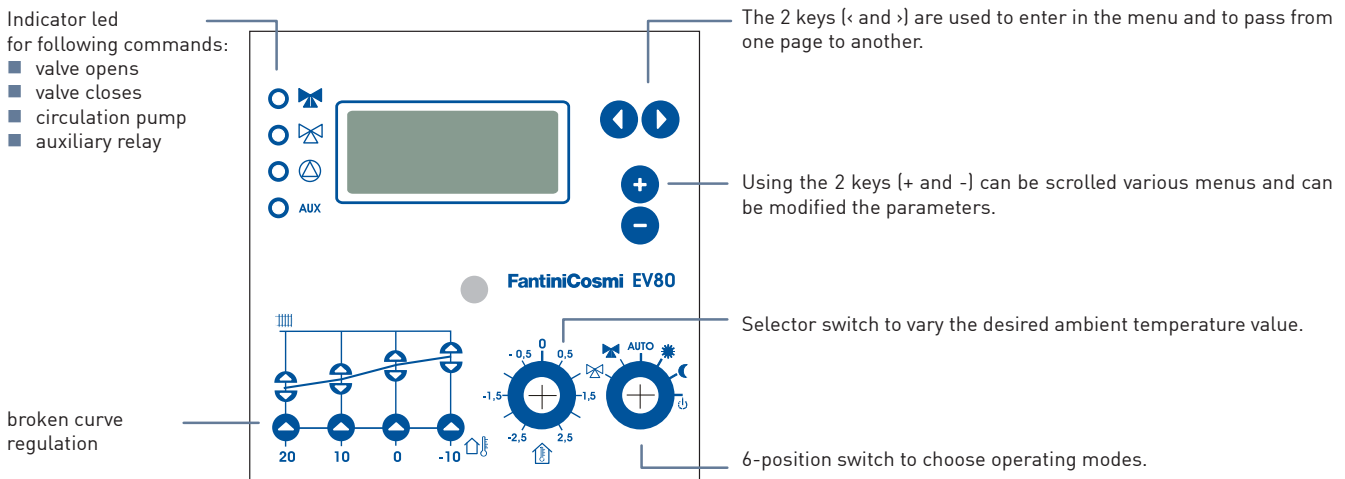 Indicator led
for following commands:
■ valve opens
■ valve closes
■ circulation pump
■ auxiliary relay
The 2 keys (‹ and ›) are used to enter in the menu and to pass from
one page to another.
AUX
Using the 2 keys (+ and -) can be scrolled various menus and can
be modified the parameters.
+
−
FantiniCosmi EV80
Selector switch to vary the desired ambient temperature value.
0
- 0,5 0,5
-1,5 1,5
-2,5 2,5
AUTO
broken curve
regulation
20 10 0 -10
6-position switch to choose operating modes.